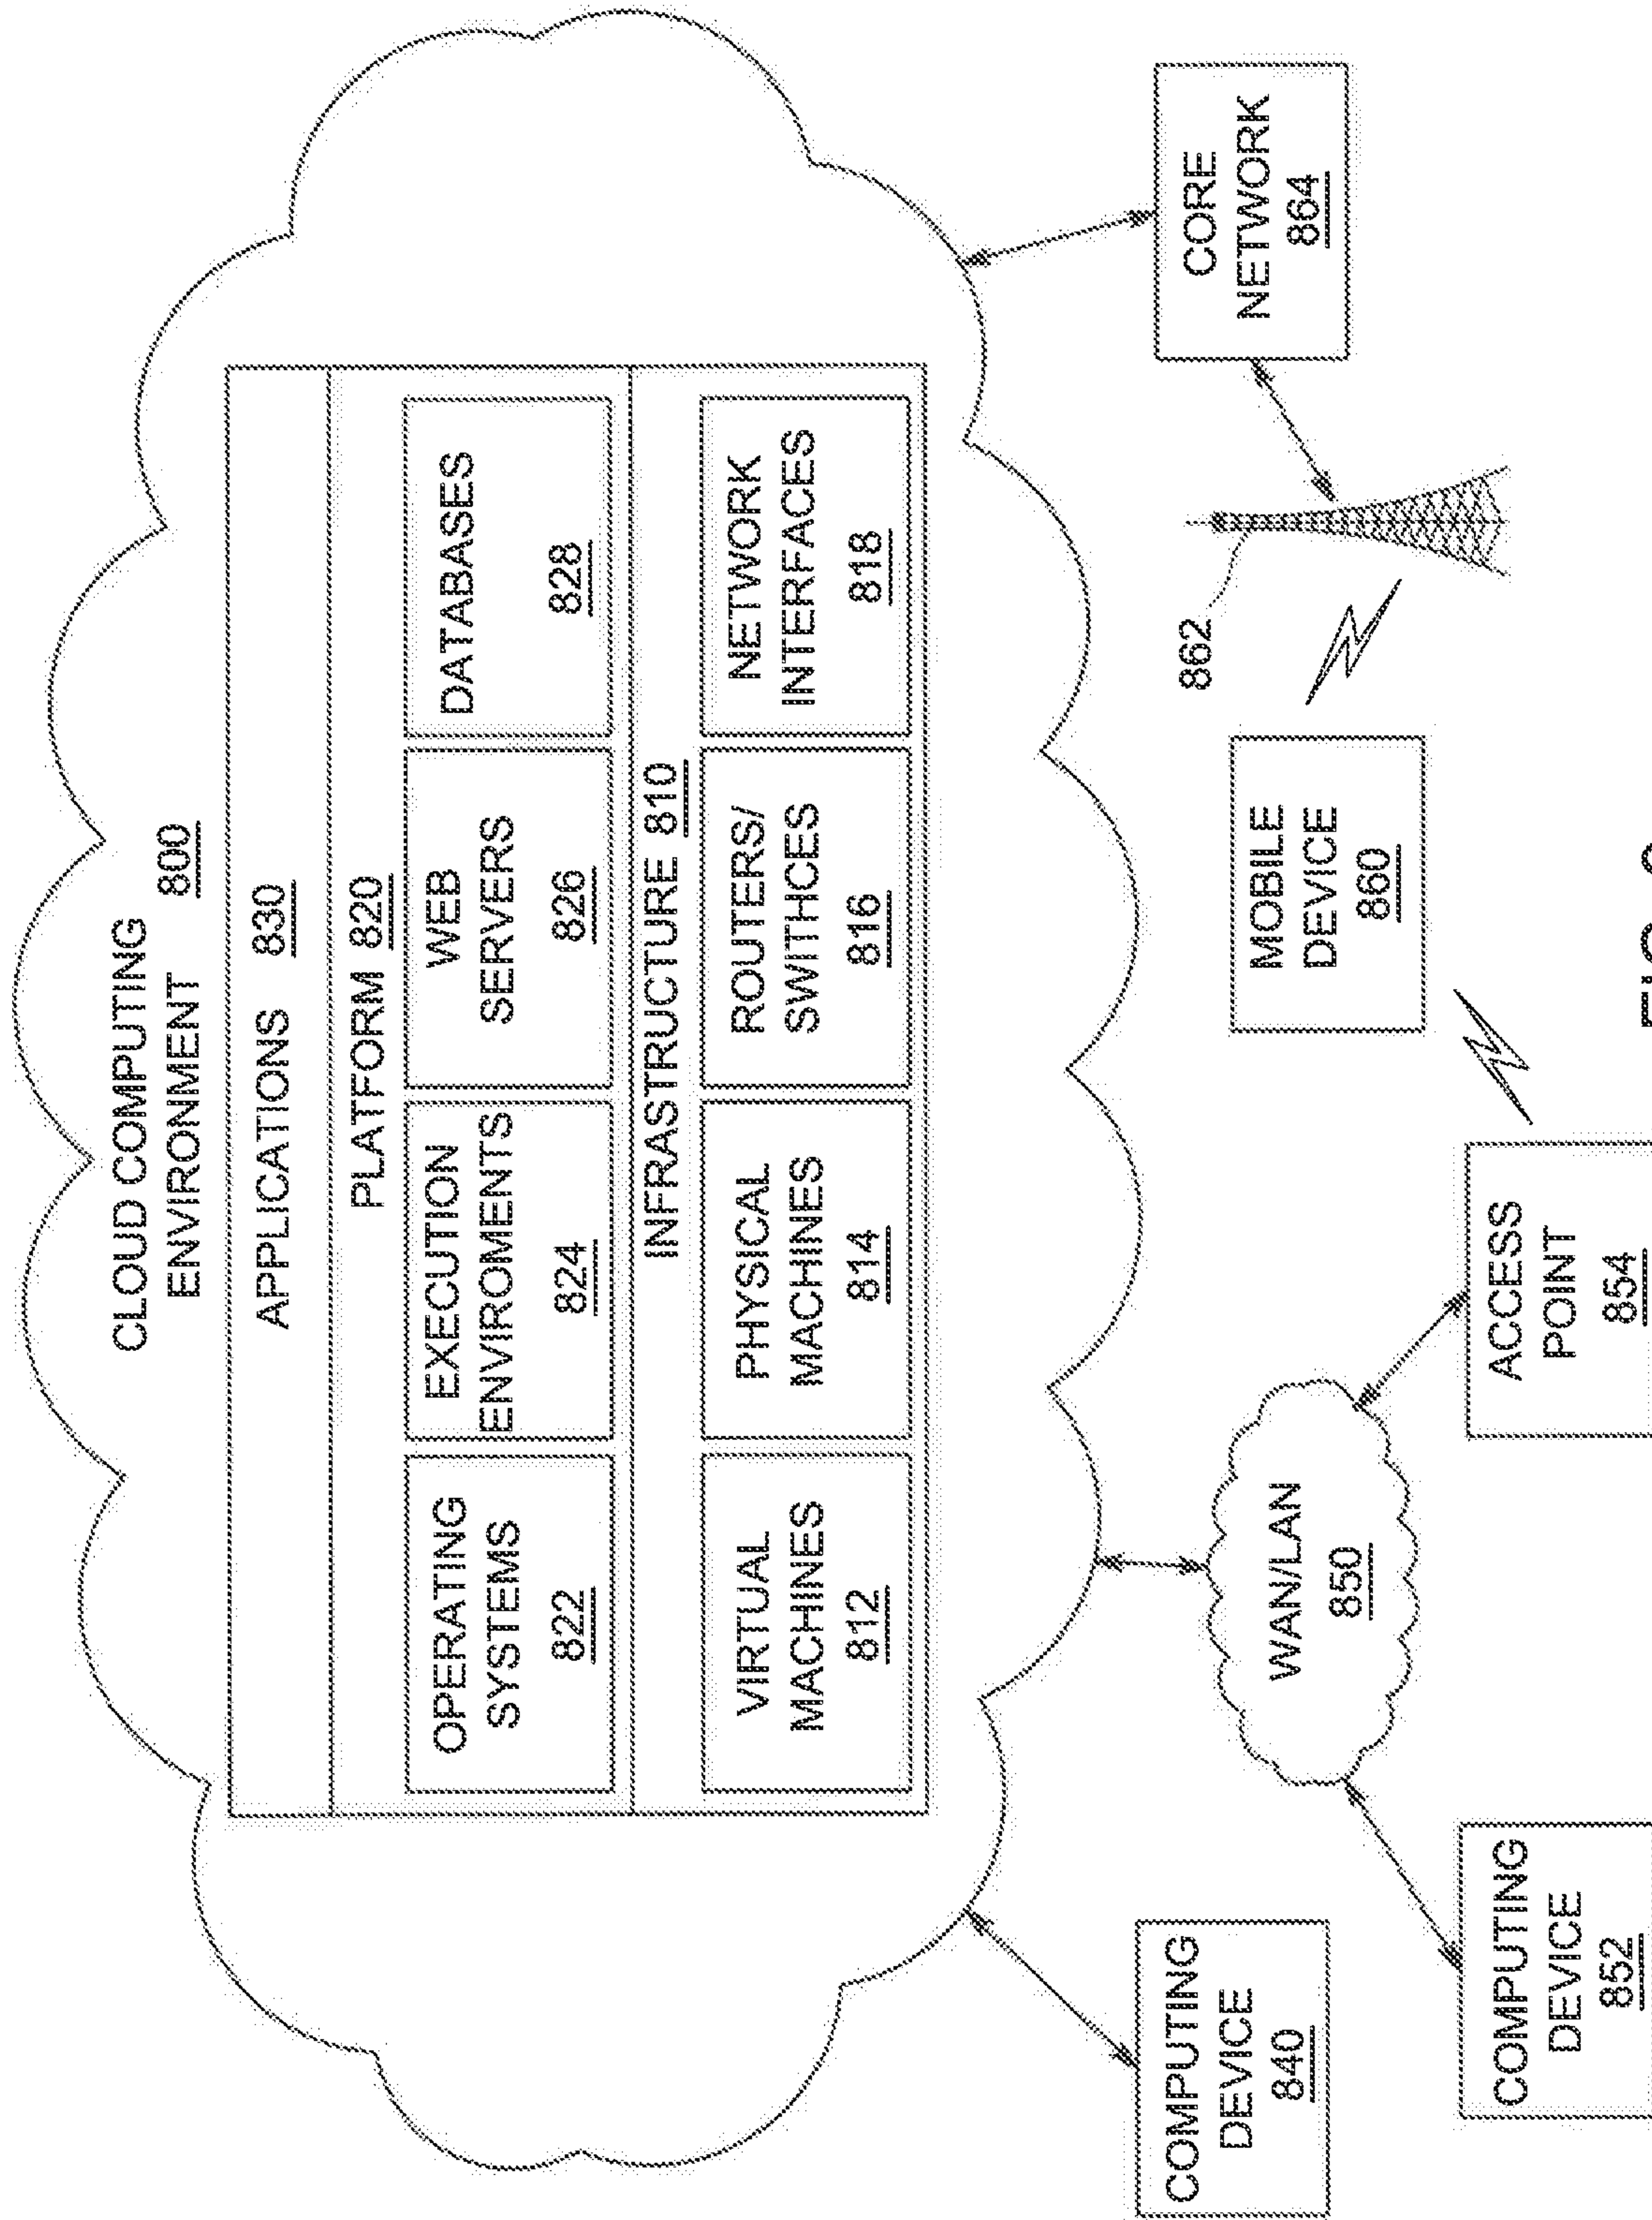 CLOUD COMPUTING
ENVIRONMENT 800
APPLICATIONS 830
PLATFORM 820
OPERATING
SYSTEMS
822
EXECUTION
ENVIROMENTS
824
WEB
SERVERS
826
DATABASES
828
INFRASTRUCTURE 810
VIRTUAL
MACHINES
812
PHYSICAL
MACHINES
814
ROUTERS/
SWITHCES
816
NETWORK
INTERFACES
818
COMPUTING
DEVICE
840
WAN/LAN
850
COMPUTING
DEVICE
852
ACCESS
POINT
854
MOBILE
DEVICE
860
862
CORE
NETWORK
864